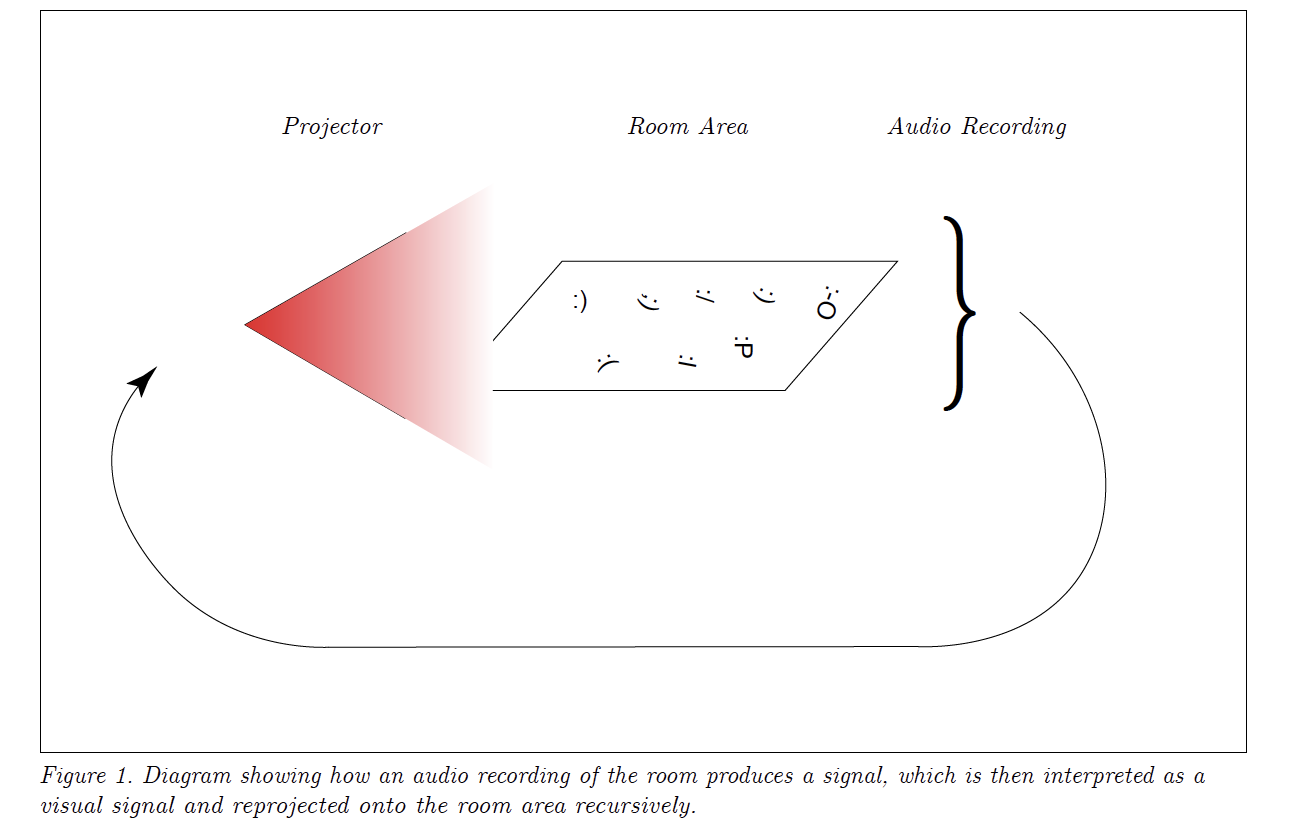 Projector Room Area Audio Recording
:) ;) :/ :) :-O
:( :l :P
}
Figure 1. Diagram showing how an audio recording of the room produces a signal, which is then interpreted as a
visual signal and reprojected onto the room area recursively.